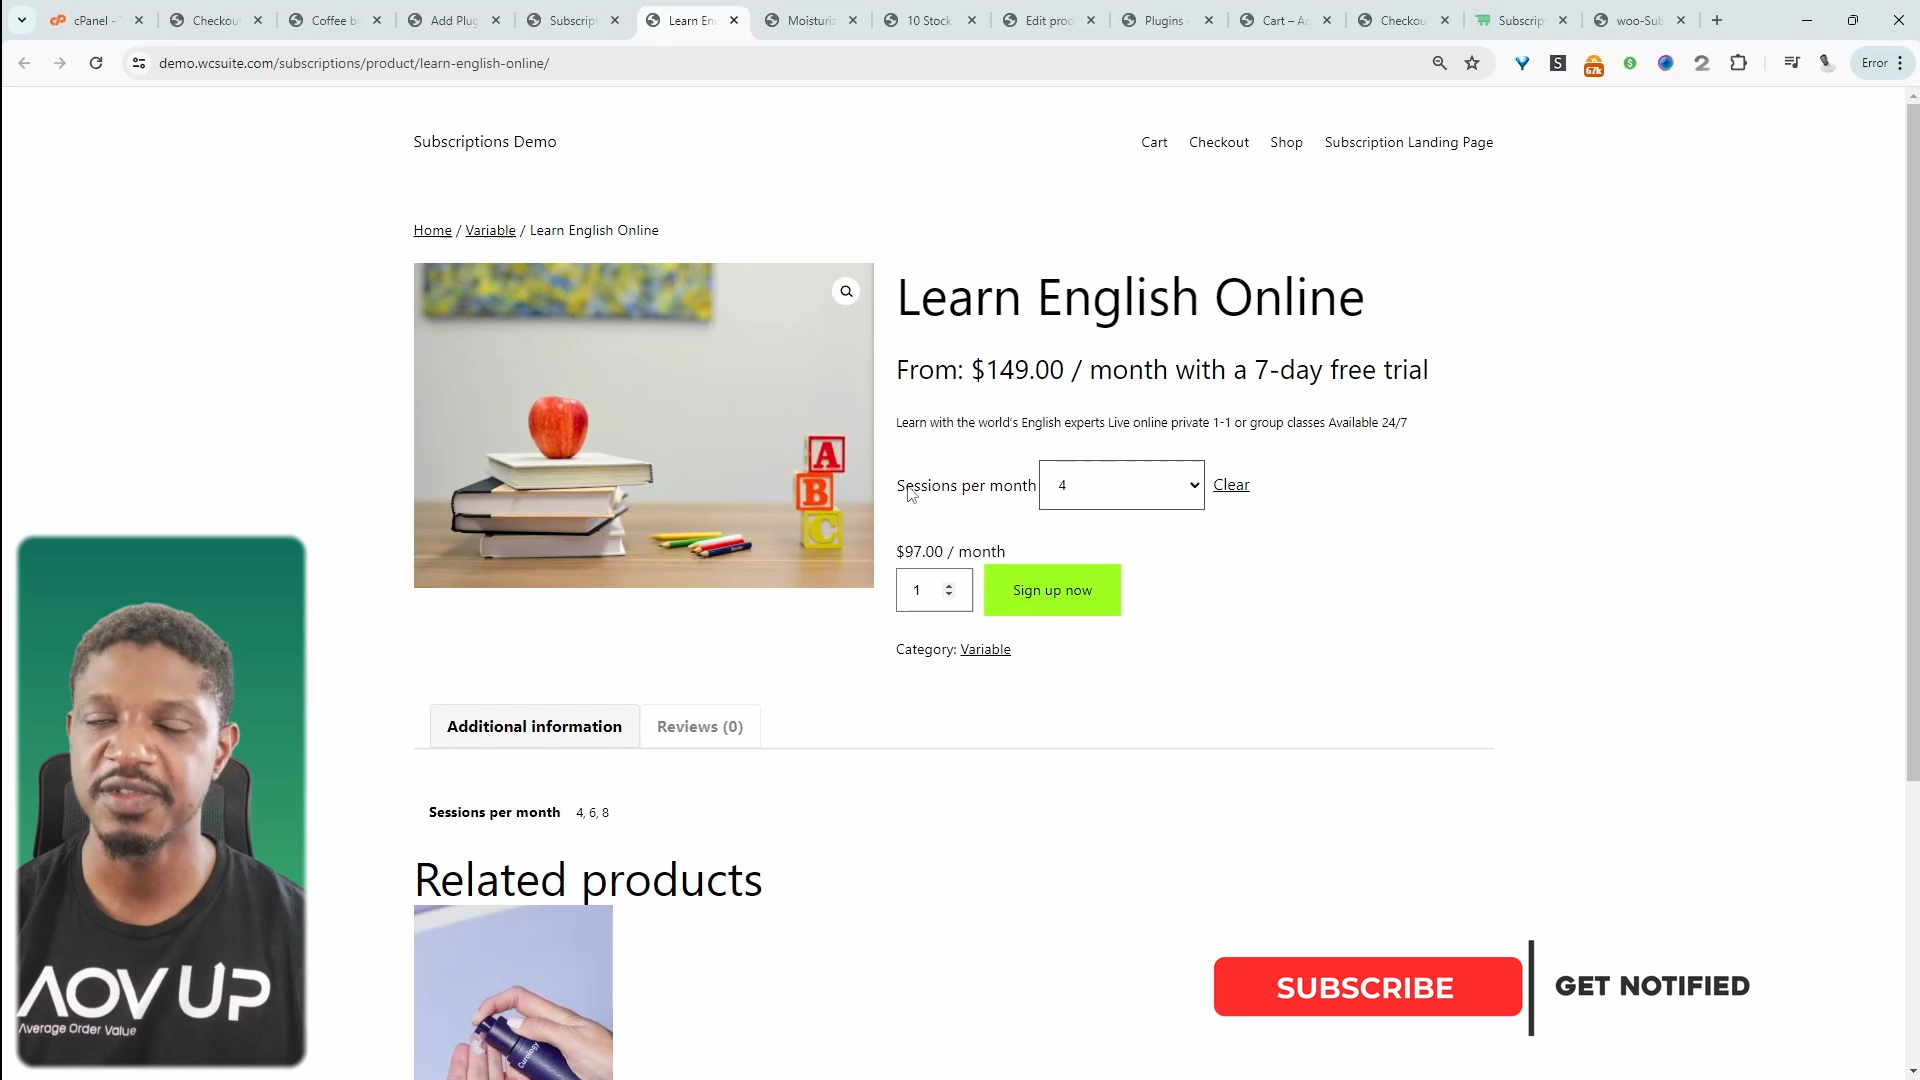 cPanel -
Checkou
Coffee b
Add Plug
Subscrip
Learn En
Moisturiz
10 Stock
Edit prod
Plugins
Cart – Ac
Checkou
Subscrip
woo-Sub
demo.wcsuite.com/subscriptions/product/learn-english-online/
S
67k
Error
Subscriptions Demo
Cart
Checkout
Shop
Subscription Landing Page
Home / Variable / Learn English Online
Learn English Online
From: $149.00 / month with a 7-day free trial
Learn with the world's English experts Live online private 1-1 or group classes Available 24/7
Sessions per month
4
Clear
$97.00 / month
1
Sign up now
Category: Variable
A
B
C
Additional information
Reviews (0)
Sessions per month 4, 6, 8
Related products
Curology
AOV UP
Average Order Value
SUBSCRIBE
GET NOTIFIED